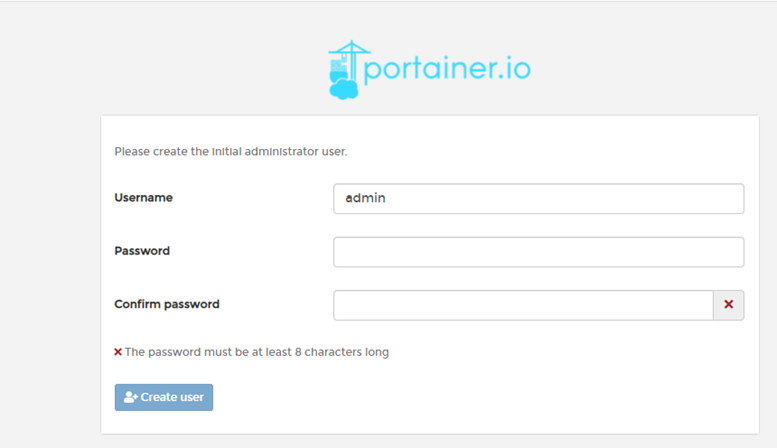 portainer.io
Please create the initial administrator user.
Username
admin
Password
Confirm password
The password must be at least 8 characters long
Create user